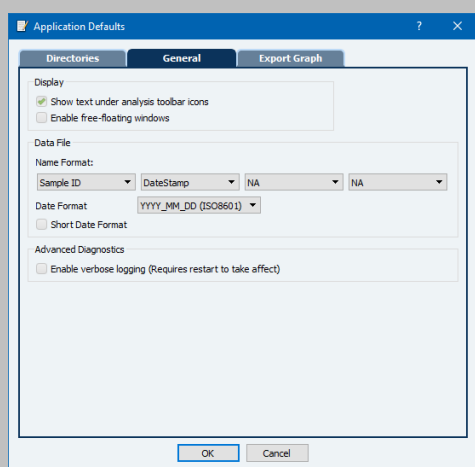 Application Defaults
Directories General Export Graph
Display
Show text under analysis toolbar icons
Enable free-floating windows
Data File
Name Format:
Sample ID DateStamp NA NA
Date Format YYYY_MM_DD (ISO8601)
Short Date Format
Advanced Diagnostics
Enable verbose logging (Requires restart to take affect)
OK Cancel